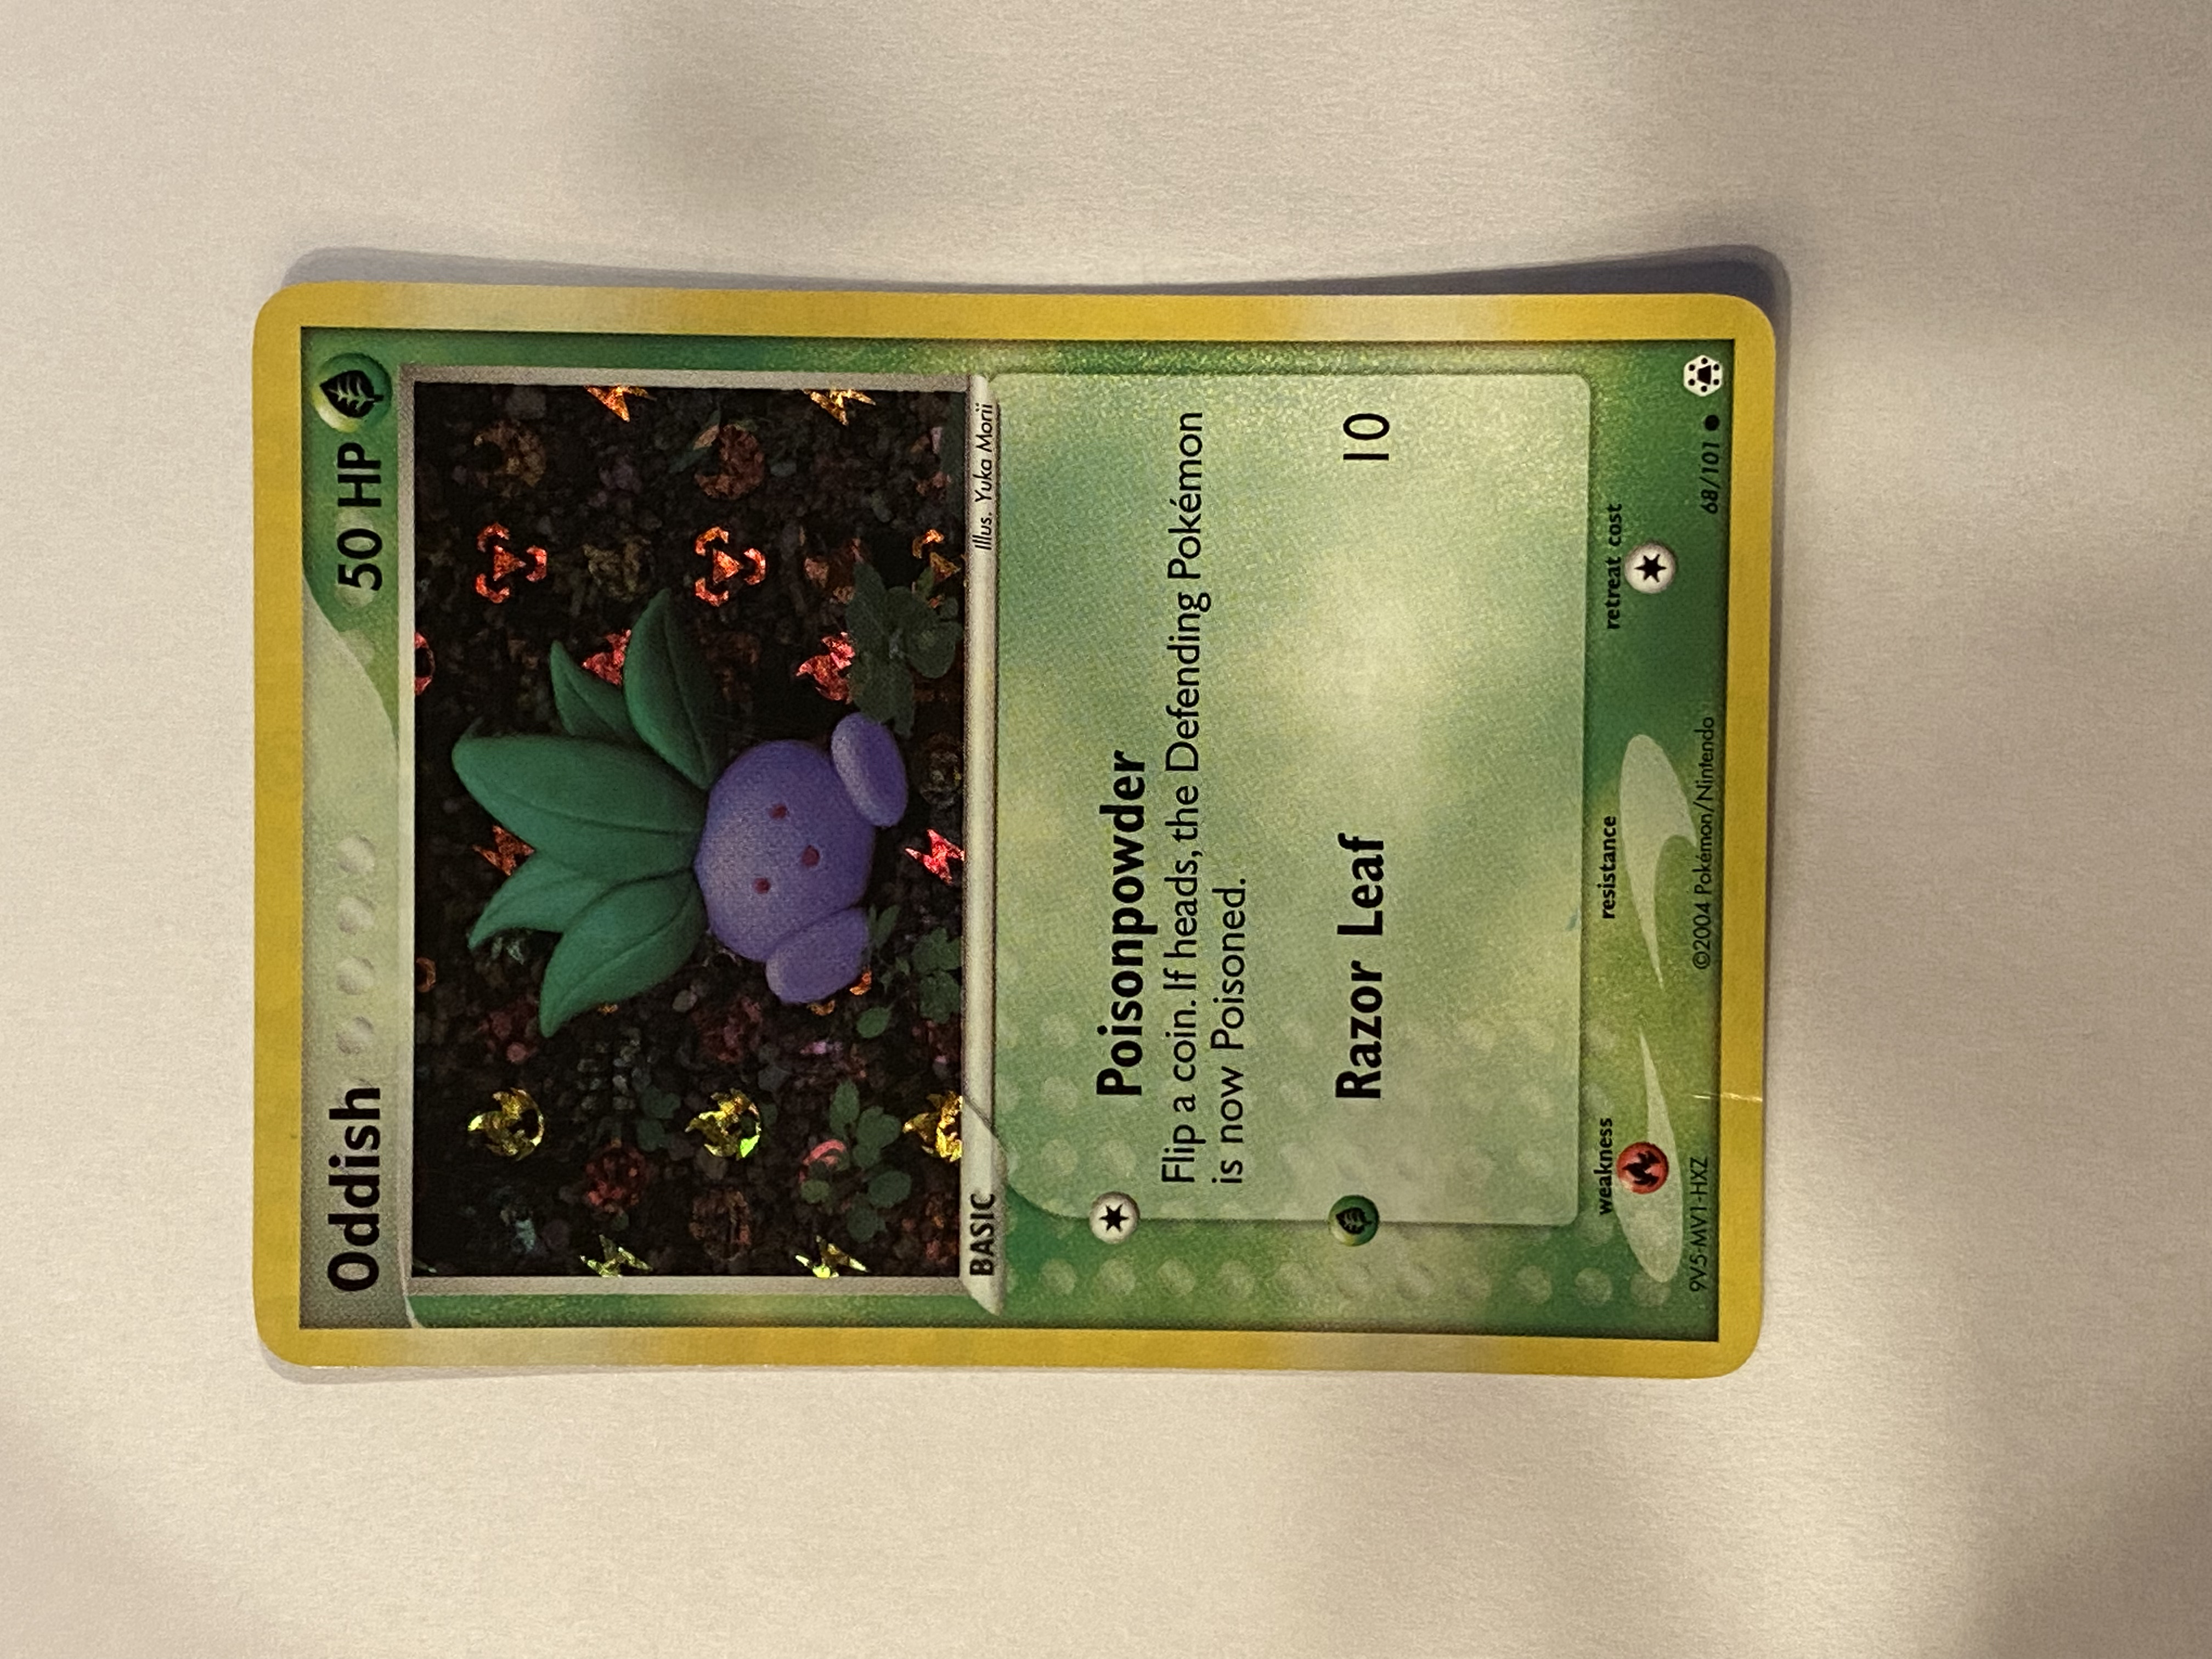 Oddish
50 HP
BASIC
Illus. Yuka Morii
Poisonpowder
Flip a coin. If heads, the Defending Pokémon
is now Poisoned.
Razor Leaf 10
weakness resistance retreat cost
9V5-MV1-HXZ ©2004 Pokémon/Nintendo 68/101